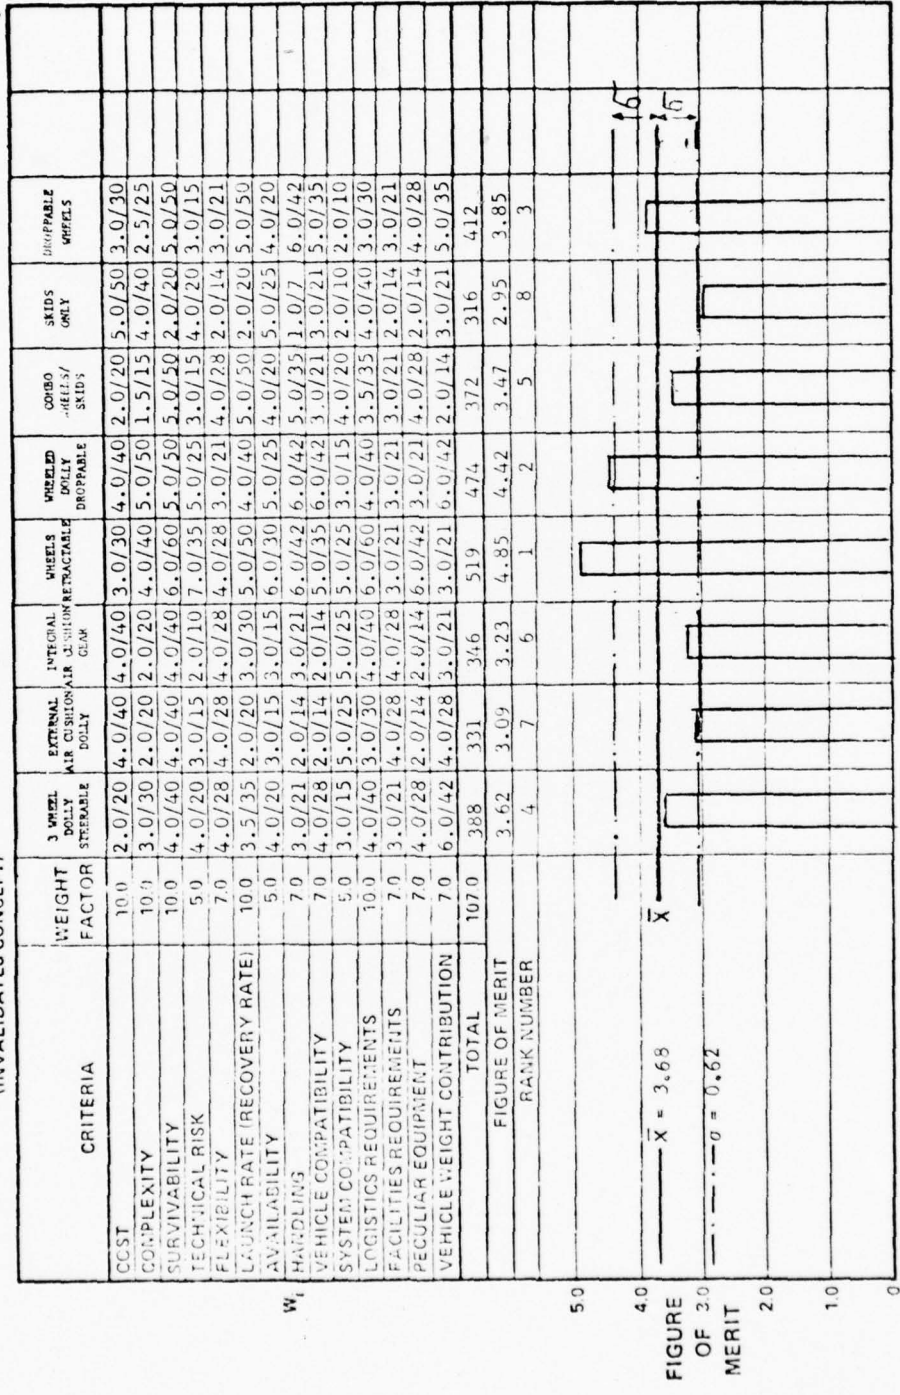 CRITERIA WEIGHT FACTOR 3 WHEEL DOLLY STEERABLE EXTERNAL AIR CUSHION DOLLY INTEGRAL AIR CUSHION GEAR WHEELS RETRACTABLE WHEELED DOLLY DROPPABLE COMBO WHEELS/ SKIDS SKIDS ONLY DROPPABLE WHEELS
COST 10.0 2.0/20 4.0/40 4.0/40 3.0/30 4.0/40 2.0/20 5.0/50 3.0/30
COMPLEXITY 10.0 3.0/30 2.0/20 2.0/20 4.0/40 5.0/50 1.5/15 4.0/40 2.5/25
SURVIVABILITY 10.0 4.0/40 4.0/40 4.0/40 6.0/60 5.0/50 5.0/50 2.0/20 5.0/50
TECHNICAL RISK 5.0 4.0/20 3.0/15 2.0/10 7.0/35 5.0/25 3.0/15 4.0/20 3.0/15
FLEXIBILITY 7.0 4.0/28 4.0/28 4.0/28 4.0/28 3.0/21 4.0/28 2.0/14 3.0/21
LAUNCH RATE (RECOVERY RATE) 10.0 3.5/35 2.0/20 3.0/30 5.0/50 4.0/40 5.0/50 2.0/20 5.0/50
AVAILABILITY 5.0 4.0/20 3.0/15 3.0/15 6.0/30 5.0/25 4.0/20 5.0/25 4.0/20
Wi HANDLING 7.0 3.0/21 2.0/14 3.0/21 6.0/42 6.0/42 5.0/35 1.0/7 6.0/42
VEHICLE COMPATIBILITY 7.0 4.0/28 2.0/14 2.0/14 5.0/35 6.0/42 3.0/21 3.0/21 5.0/35
SYSTEM COMPATIBILITY 5.0 3.0/15 5.0/25 5.0/25 5.0/25 3.0/15 4.0/20 2.0/10 2.0/10
LOGISTICS REQUIREMENTS 10.0 4.0/40 3.0/30 4.0/40 6.0/60 4.0/40 3.5/35 4.0/40 3.0/30
FACILITIES REQUIREMENTS 7.0 3.0/21 4.0/28 4.0/28 3.0/21 3.0/21 3.0/21 2.0/14 3.0/21
PECULIAR EQUIPMENT 7.0 4.0/28 2.0/14 2.0/14 6.0/42 3.0/21 4.0/28 2.0/14 4.0/28
VEHICLE WEIGHT CONTRIBUTION 7.0 6.0/42 4.0/28 3.0/21 3.0/21 6.0/42 2.0/14 3.0/21 5.0/35
TOTAL 107.0 388 331 346 519 474 372 316 412
FIGURE OF MERIT 3.62 3.09 3.23 4.85 4.42 3.47 2.95 3.85
RANK NUMBER 4 7 6 1 2 5 8 3
5.0
4.0
3.0
2.0
1.0
0
FIGURE
OF
MERIT
X̄ = 3.68
σ = 0.62
X̄
1σ
1σ